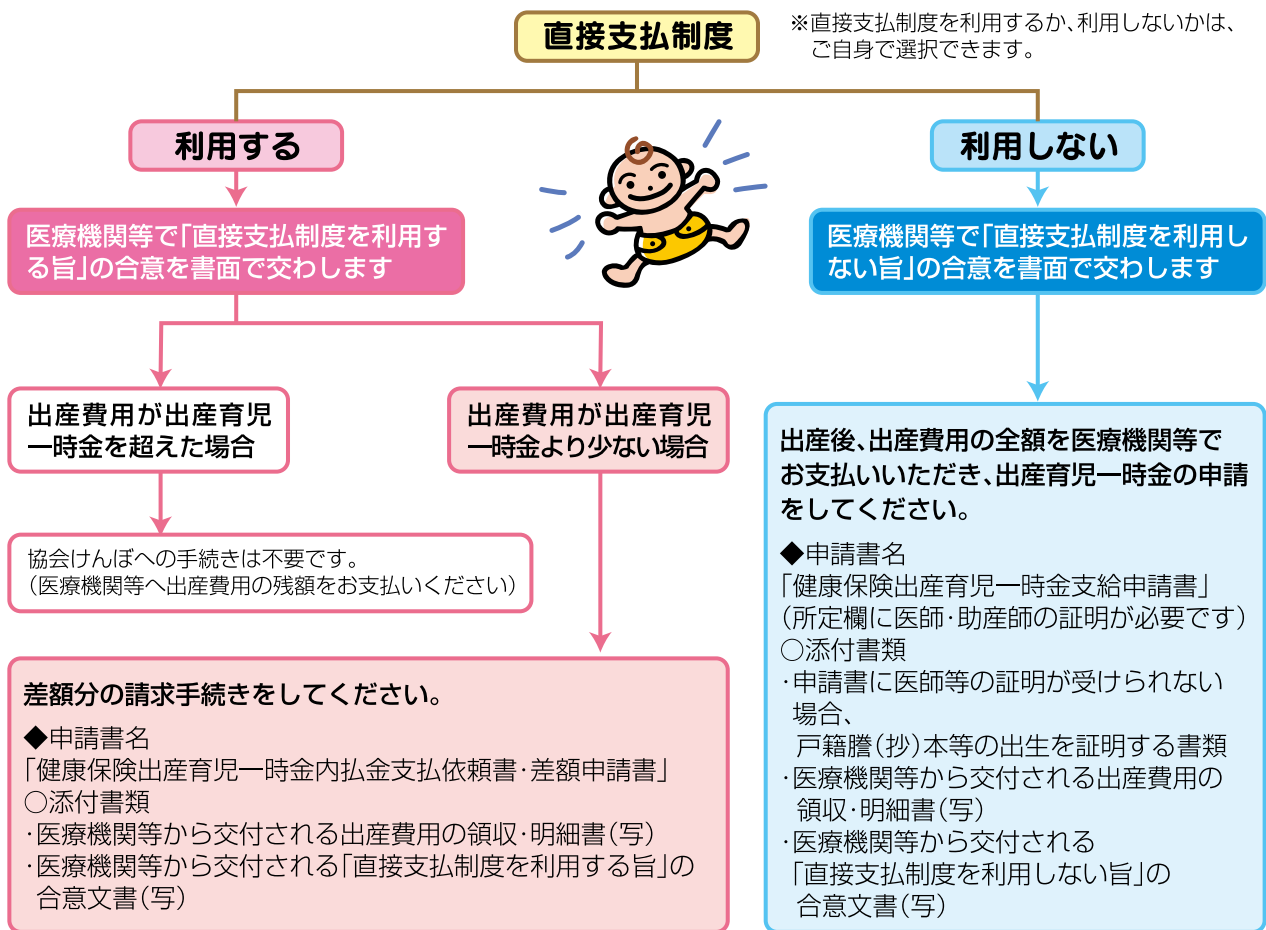 直接支払制度
※直接支払制度を利用するか、利用しないかは、
ご自身で選択できます。
利用する
医療機関等で「直接支払制度を利用す
る旨」の合意を書面で交わします
出産費用が出産育児
一時金を超えた場合
協会けんぽへの手続きは不要です。
（医療機関等へ出産費用の残額をお支払いください）
出産費用が出産育児
一時金より少ない場合
差額分の請求手続きをしてください。
◆申請書名
「健康保険出産育児一時金内払金支払依頼書・差額申請書」
○添付書類
・医療機関等から交付される出産費用の領収・明細書（写）
・医療機関等から交付される「直接支払制度を利用する旨」の
合意文書（写）
利用しない
医療機関等で「直接支払制度を利用し
ない旨」の合意を書面で交わします
出産後、出産費用の全額を医療機関等で
お支払いいただき、出産育児一時金の申請
をしてください。
◆申請書名
「健康保険出産育児一時金支給申請書」
（所定欄に医師・助産師の証明が必要です）
○添付書類
・申請書に医師等の証明が受けられない
場合、
戸籍謄（抄）本等の出生を証明する書類
・医療機関等から交付される出産費用の
領収・明細書（写）
・医療機関等から交付される
「直接支払制度を利用しない旨」の
合意文書（写）